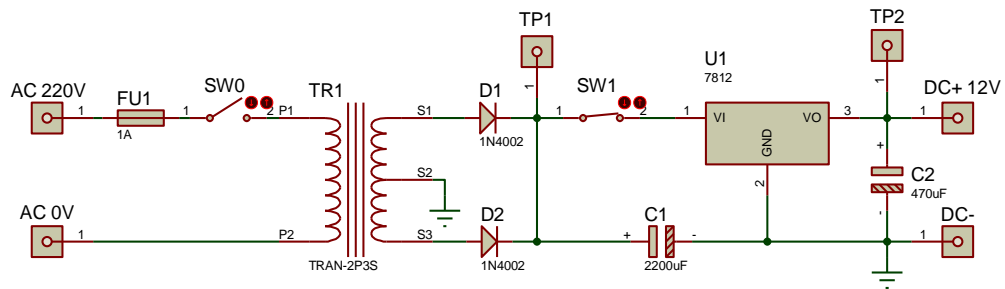 TP1
TP2
U1
7812
AC 220V
FU1
SW0
TR1
D1
SW1
DC+ 12V
1
1
1
1A
1
2
P1
S1
1N4002
1
2
1
VI
VO
3
1
GND
2
+
C2
470uF
-
S2
AC 0V
1
P2
TRAN-2P3S
S3
D2
1N4002
C1
+
-
2200uF
DC-
1